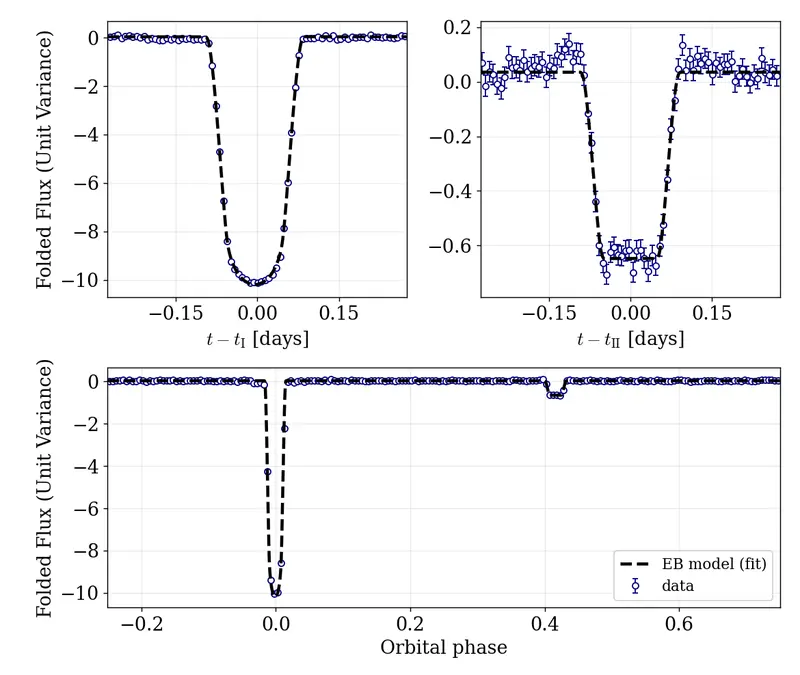 Folded Flux (Unit Variance)
0
−2
−4
−6
−8
−10
−0.15 0.00 0.15
t − tI [days]
0.2
0.0
−0.2
−0.4
−0.6
−0.15 0.00 0.15
t − tII [days]
Folded Flux (Unit Variance)
0
−2
−4
−6
−8
−10
−0.2 0.0 0.2 0.4 0.6
Orbital phase
EB model (fit)
data